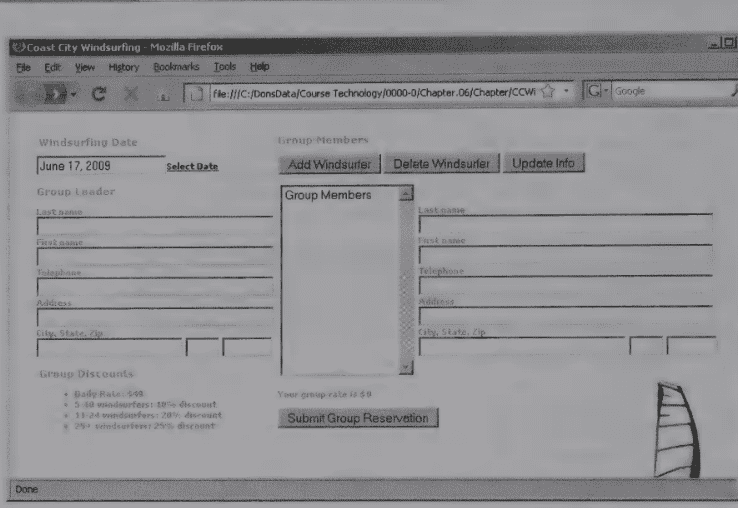 Coast City Windsurfing - Mozilla Firefox
File Edit View History Bookmarks Tools Help
file:///C:/DonsData/Course Technology/0000-0/Chapter.06/Chapter/CCWi
G Google
Windsurfing Date
June 17, 2009 Select Date
Group Members
Add Windsurfer Delete Windsurfer Update Info
Group Leader
Last name
First name
Telephone
Address
City, State, Zip
Group Members
Last name
First name
Telephone
Address
City, State, Zip
Group Discounts
• Daily Rate: $49
• 5-10 windsurfers: 10% discount
• 11-24 windsurfers: 20% discount
• 25+ windsurfers: 25% discount
Your group rate is $0
Submit Group Reservation
Done